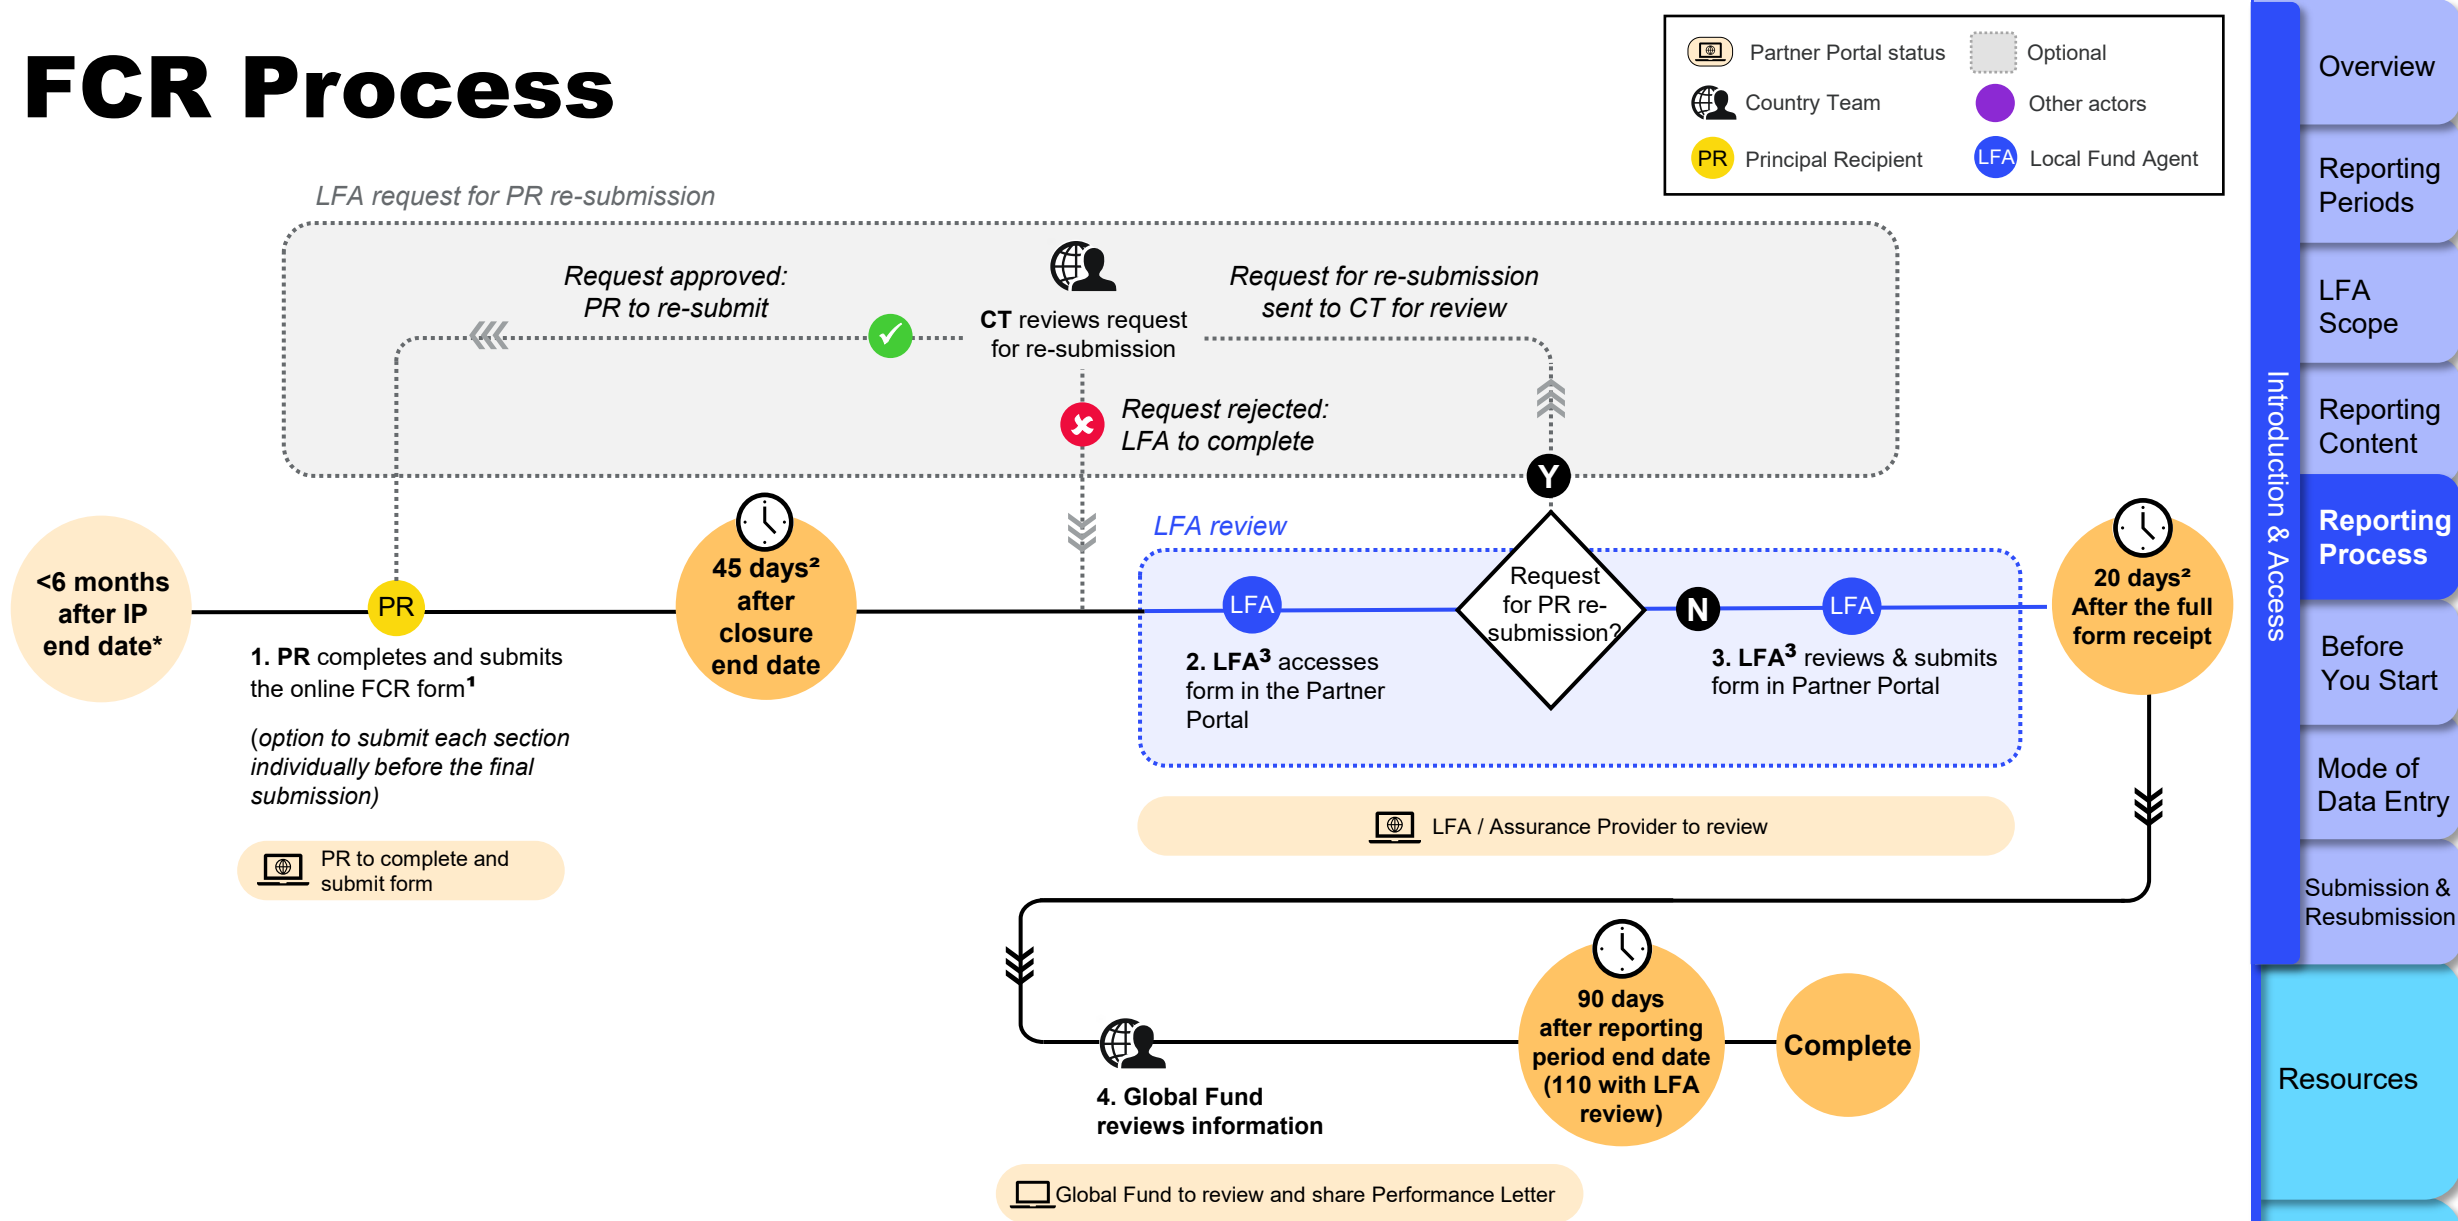 FCR Process
Partner Portal status
Optional
Country Team
Other actors
PR
Principal Recipient
LFA
Local Fund Agent
LFA request for PR re-submission
Request approved:
PR to re-submit
CT reviews request
for re-submission
Request for re-submission
sent to CT for review
Request rejected:
LFA to complete
Y
<6 months
after IP
end date*
PR
1. PR completes and submits
the online FCR form¹
(option to submit each section
individually before the final
submission)
PR to complete and
submit form
45 days²
after
closure
end date
LFA review
LFA
2. LFA³ accesses
form in the Partner
Portal
Request
for PR re-
submission?
N
LFA
3. LFA³ reviews & submits
form in Partner Portal
LFA / Assurance Provider to review
20 days²
After the full
form receipt
4. Global Fund
reviews information
Global Fund to review and share Performance Letter
90 days
after reporting
period end date
(110 with LFA
review)
Complete
Introduction & Access
Overview
Reporting
Periods
LFA
Scope
Reporting
Content
Reporting
Process
Before
You Start
Mode of
Data Entry
Submission &
Resubmission
Resources